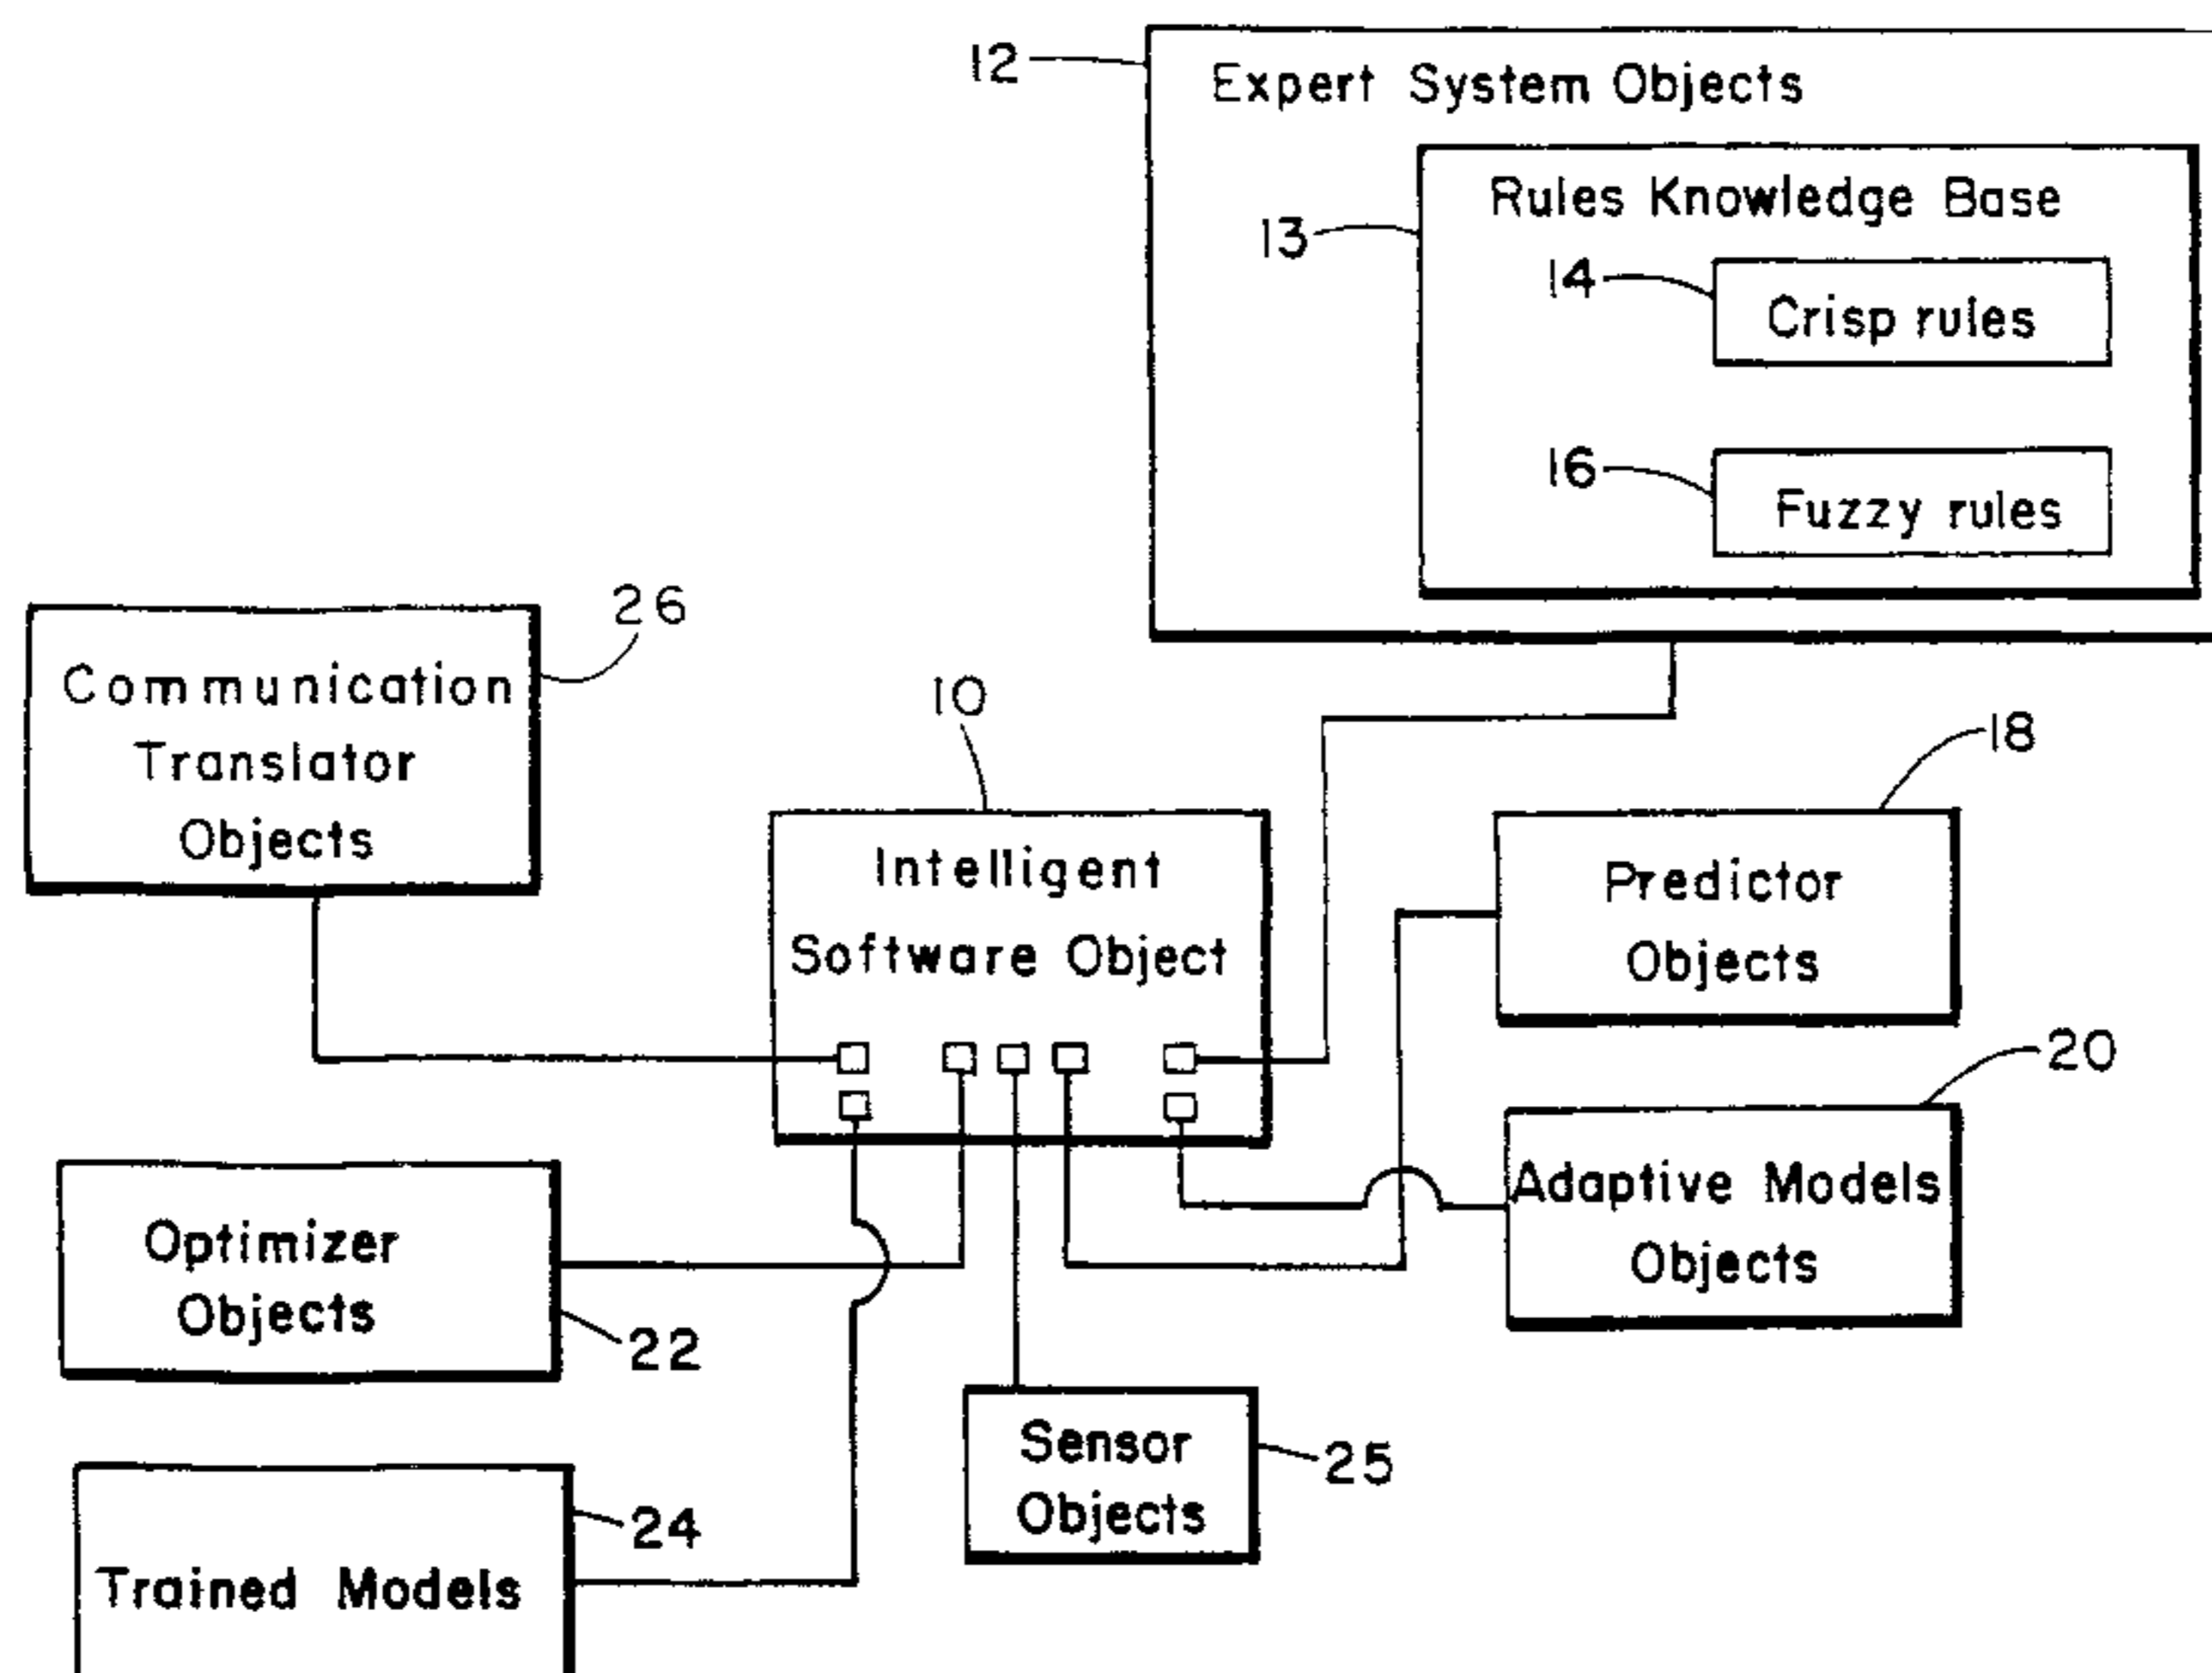 12
Expert System Objects
13
Rules Knowledge Base
14
Crisp rules
16
Fuzzy rules
26
Communication
Translator
Objects
10
Intelligent
Software Object
18
Predictor
Objects
20
Adaptive Models
Objects
Optimizer
Objects
22
Sensor
Objects
25
24
Trained Models